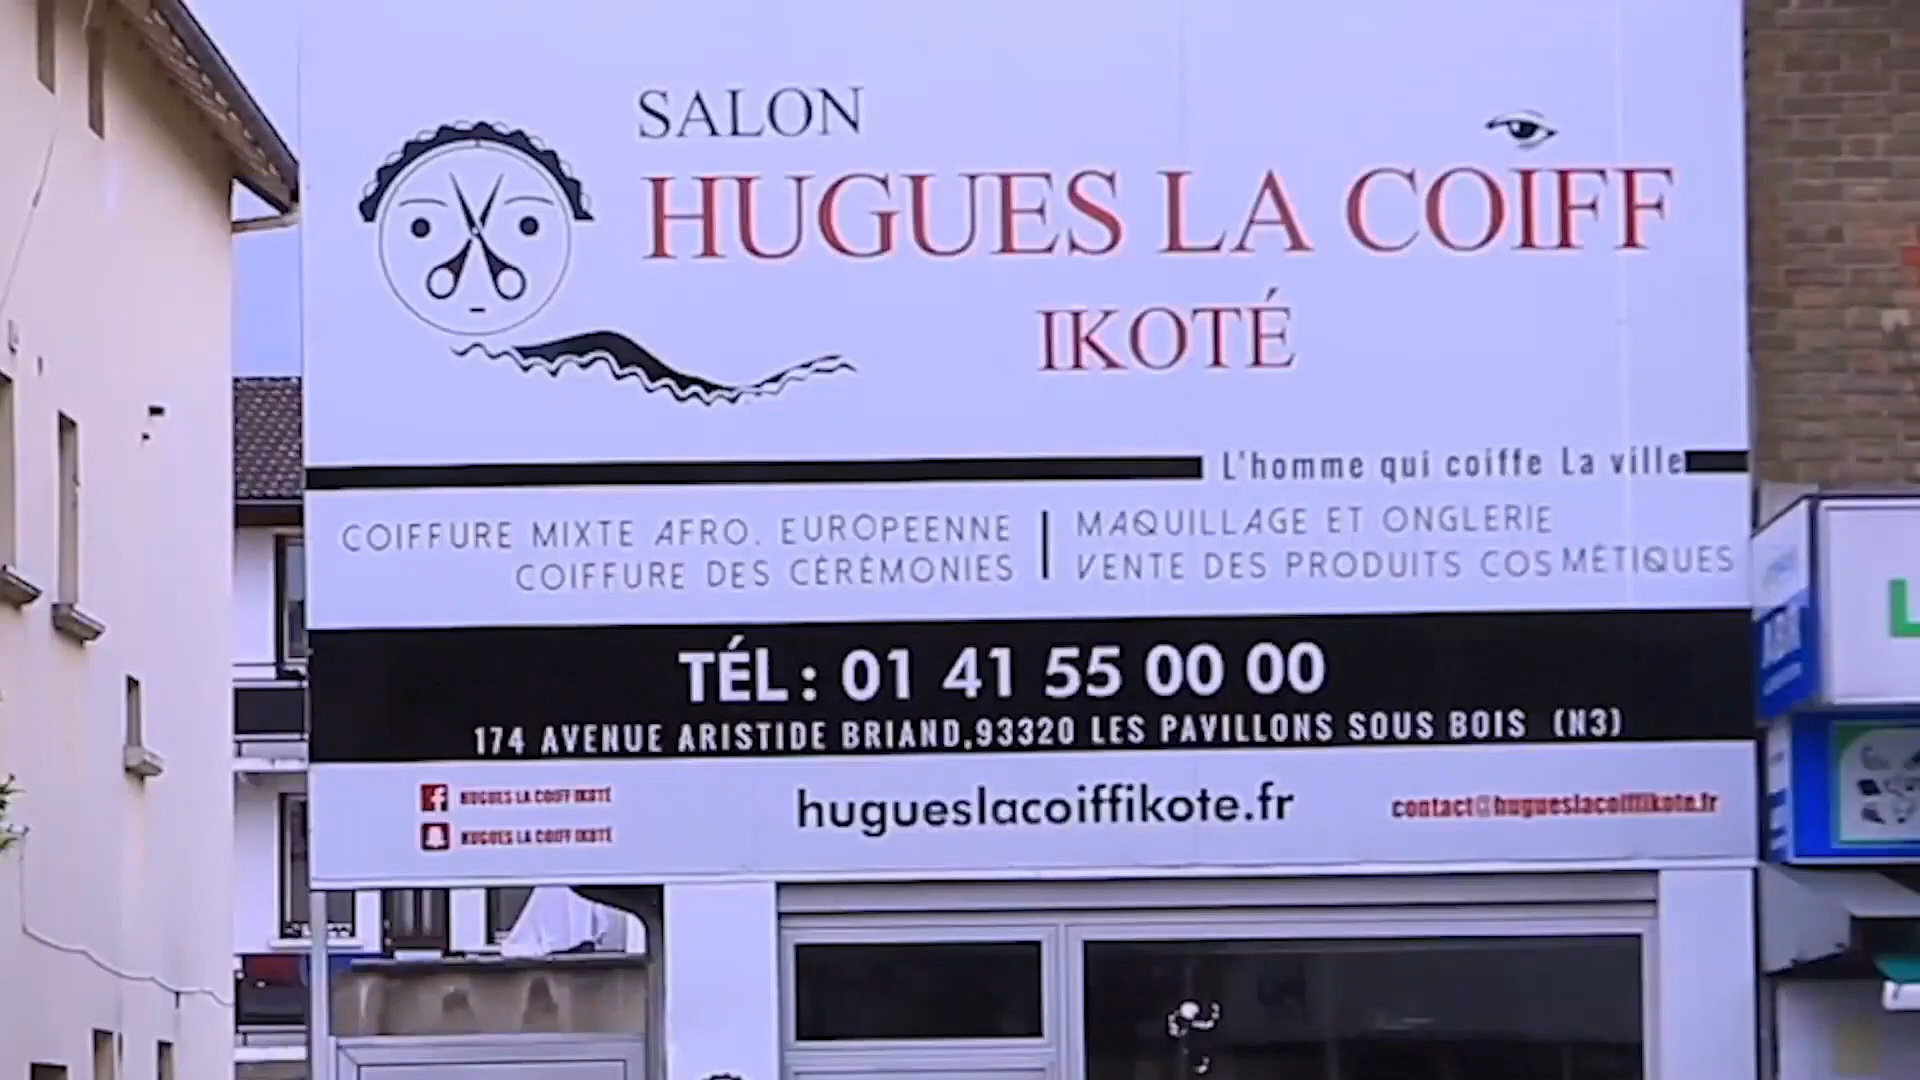 SALON
HUGUES LA COIFF
IKOTÉ
L'homme qui coiffe La ville
COIFFURE MIXTE AFRO. EUROPEENNE
COIFFURE DES CÉRÉMONIES
MAQUILLAGE ET ONGLERIE
VENTE DES PRODUITS COSMÉTIQUES
TÉL : 01 41 55 00 00
174 AVENUE ARISTIDE BRIAND.93320 LES PAVILLONS SOUS BOIS (N3)
HUGUES LA COIFF IKOTÉ
HUGUES LA COIFF IKOTÉ
hugueslacoiffikote.fr
contact@hugueslacoiffikote.fr